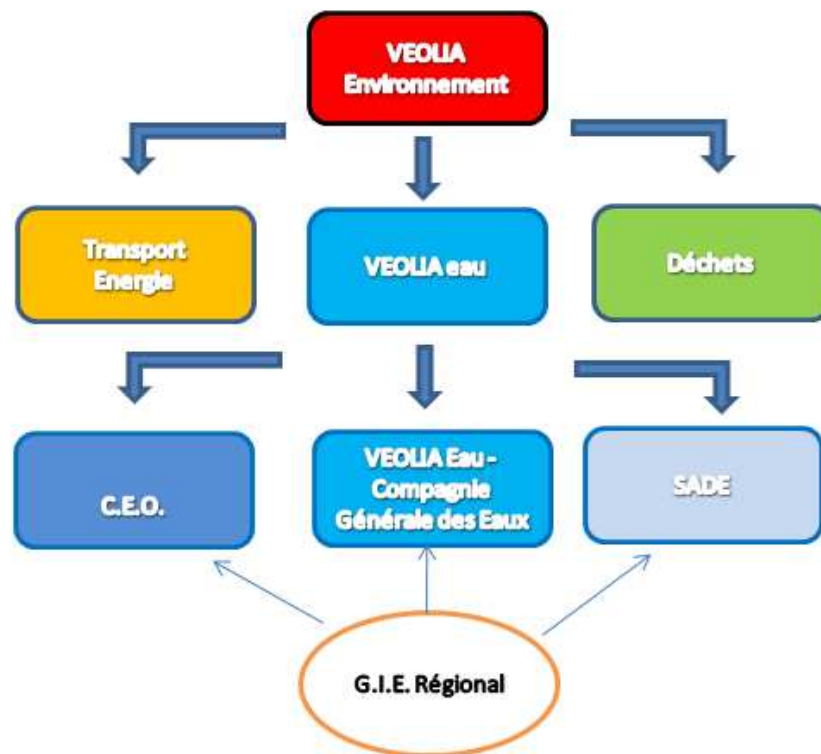 VEOLIA
Environnement
Transport
Energie
VEOLIA eau
Déchets
C.E.O.
VEOLIA Eau -
Compagnie
Générale des Eaux
SADE
G.I.E. Régional